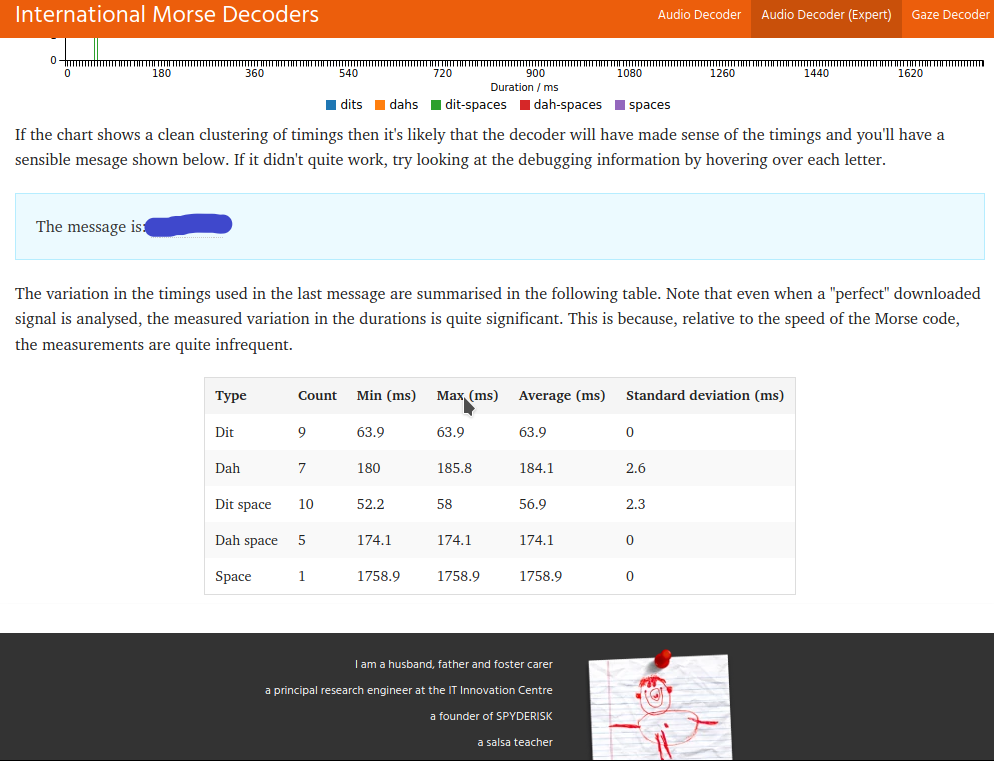 International Morse Decoders
Audio Decoder Audio Decoder (Expert) Gaze Decoder
0
0 180 360 540 720 900 1080 1260 1440 1620
Duration / ms
dits dahs dit-spaces dah-spaces spaces
If the chart shows a clean clustering of timings then it's likely that the decoder will have made sense of the timings and you'll have a
sensible mesage shown below. If it didn't quite work, try looking at the debugging information by hovering over each letter.
The message is:
The variation in the timings used in the last message are summarised in the following table. Note that even when a "perfect" downloaded
signal is analysed, the measured variation in the durations is quite significant. This is because, relative to the speed of the Morse code,
the measurements are quite infrequent.
Type Count Min (ms) Max (ms) Average (ms) Standard deviation (ms)
Dit 9 63.9 63.9 63.9 0
Dah 7 180 185.8 184.1 2.6
Dit space 10 52.2 58 56.9 2.3
Dah space 5 174.1 174.1 174.1 0
Space 1 1758.9 1758.9 1758.9 0
I am a husband, father and foster carer
a principal research engineer at the IT Innovation Centre
a founder of SPYDERISK
a salsa teacher